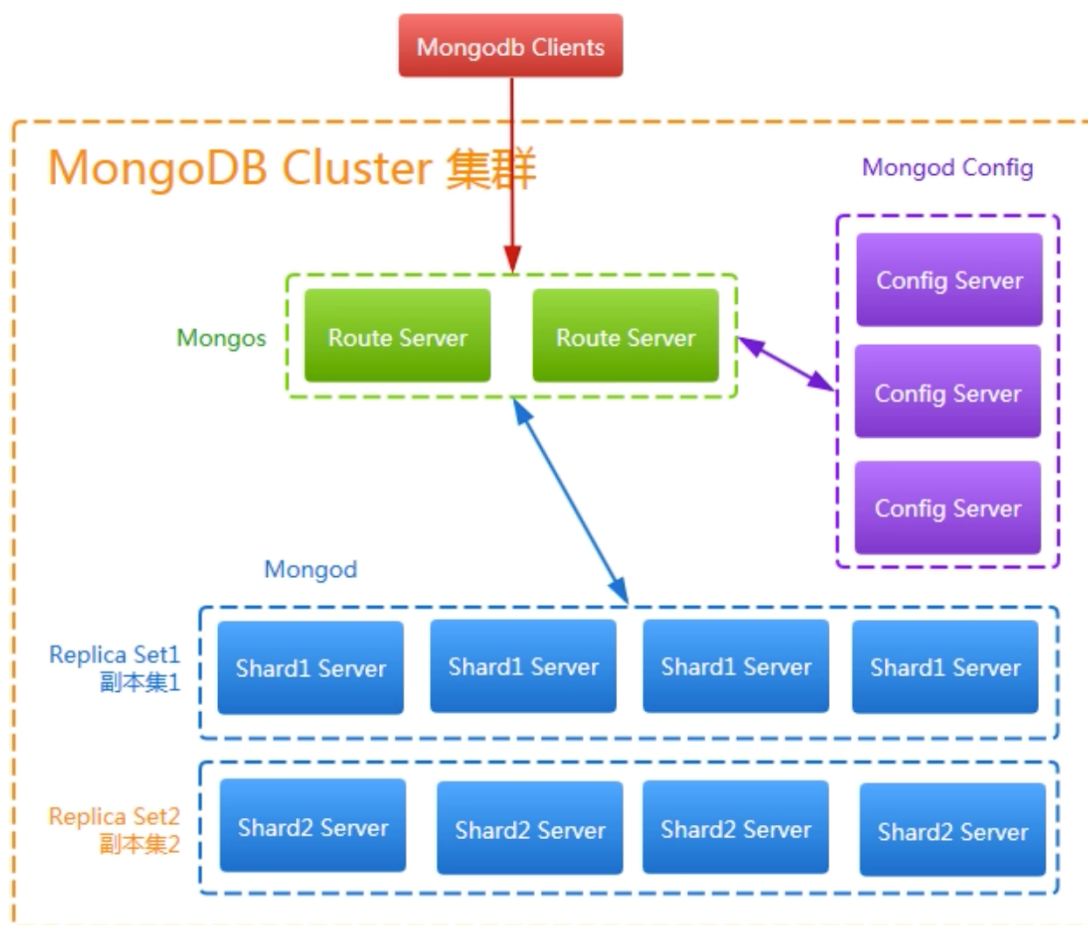 Mongodb Clients
MongoDB Cluster 集群
Mongod Config
Config Server
Config Server
Config Server
Mongos
Route Server
Route Server
Mongod
Replica Set1
副本集1
Shard1 Server
Shard1 Server
Shard1 Server
Shard1 Server
Replica Set2
副本集2
Shard2 Server
Shard2 Server
Shard2 Server
Shard2 Server